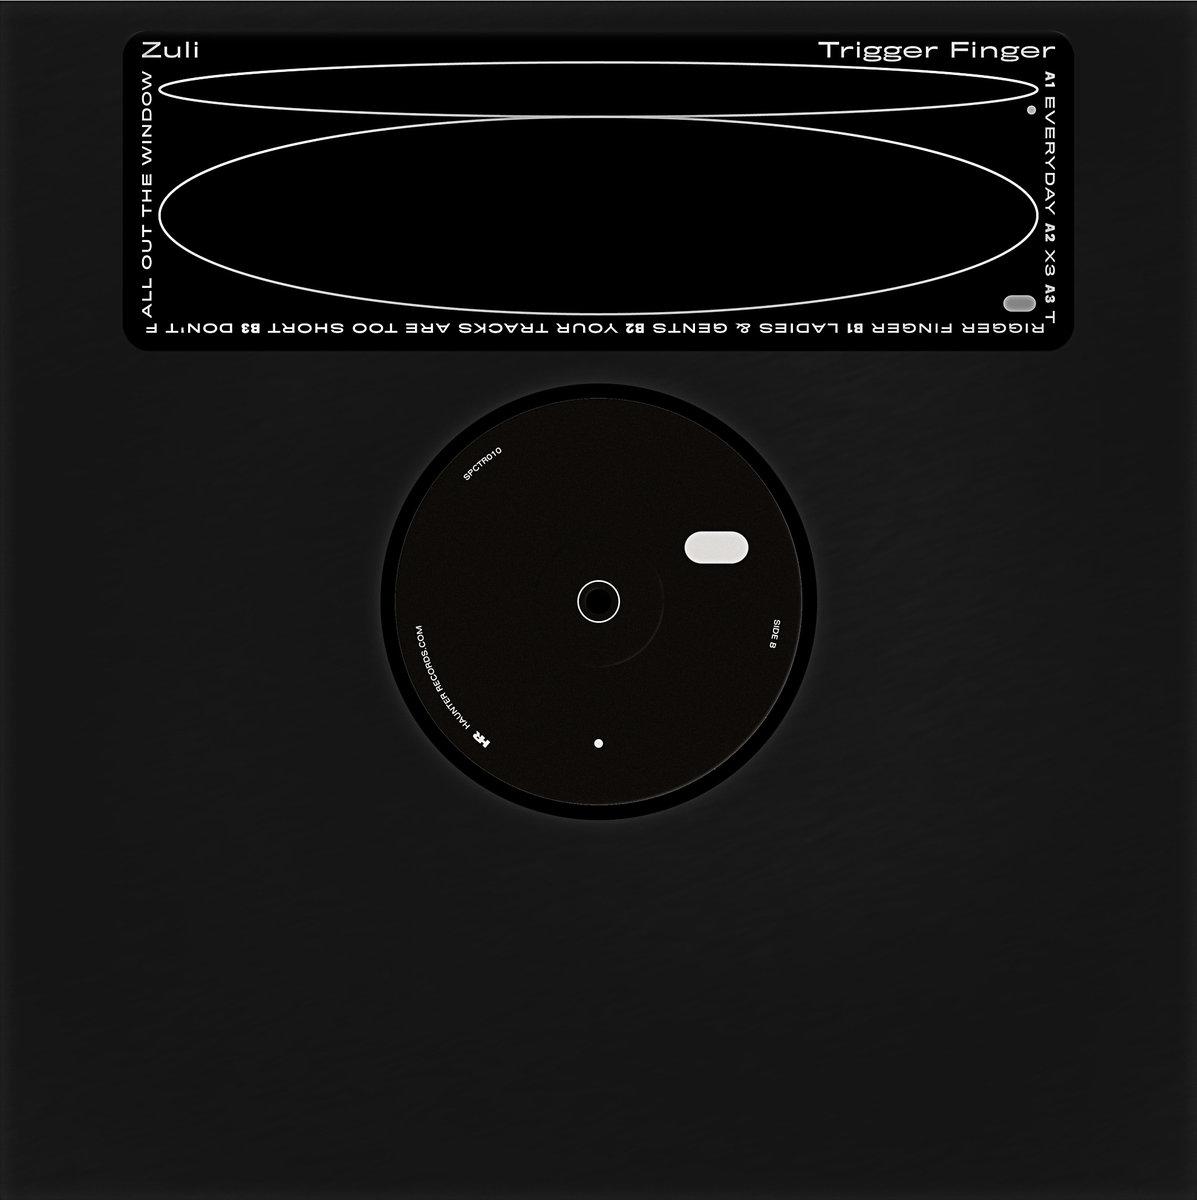 Zuli
Trigger Finger
A1 EVERYDAY A2 X3 A3 T
RIGGER FINGER B1 LADIES & GENTS B2 YOUR TRACKS ARE TOO SHORT B3 DON'T F
ALL OUT THE WINDOW
SPCTR010
SIDE B
HR HAUNTER RECORDS.COM